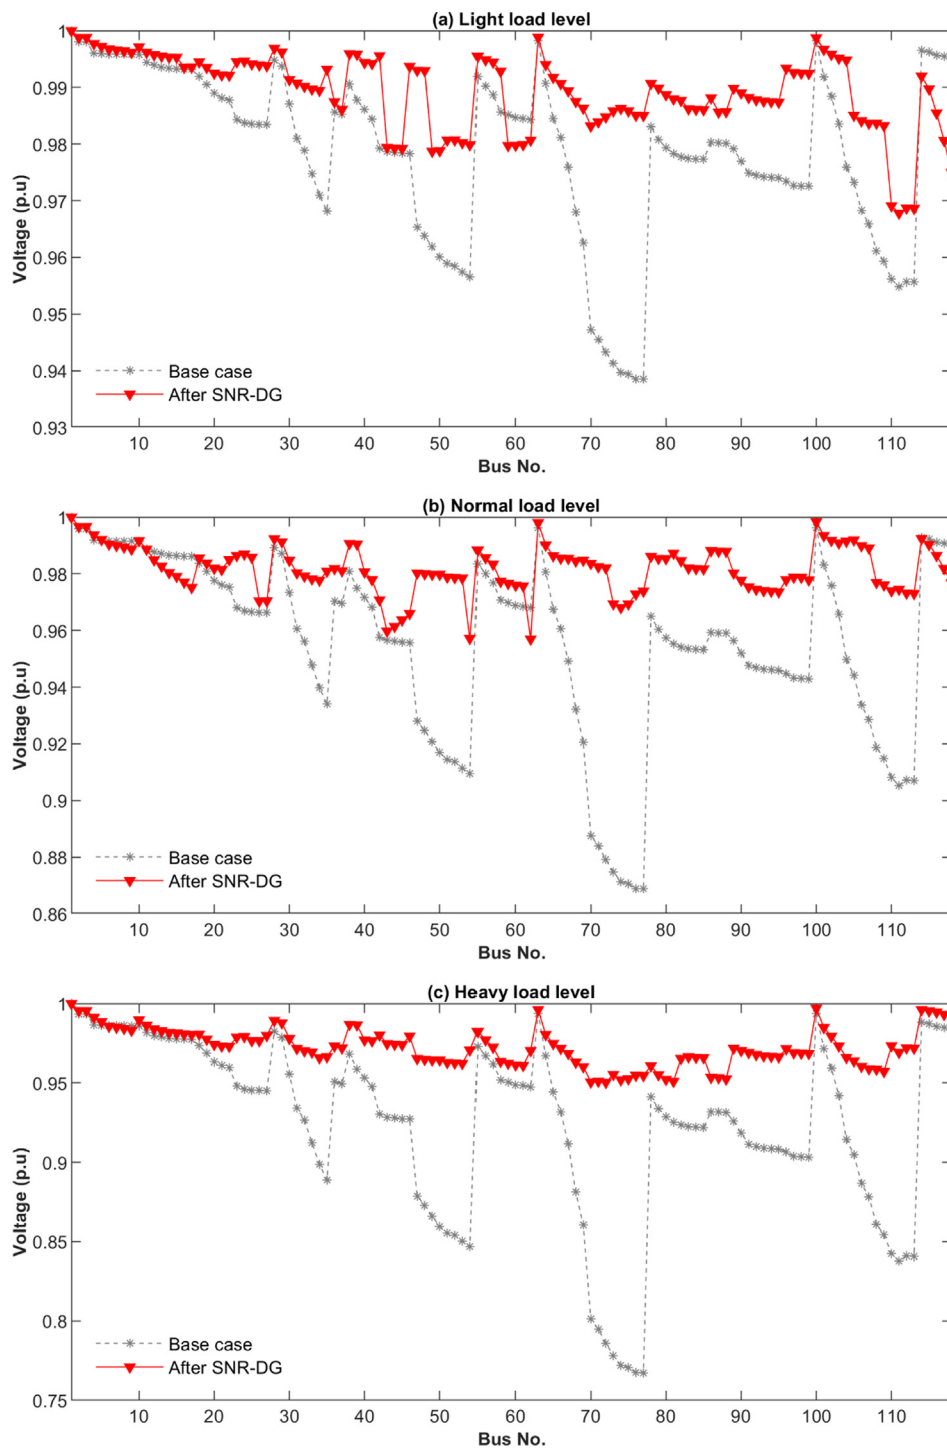 (a) Light load level
1
0.99
0.98
0.97
0.96
0.95
0.94
0.93
Voltage (p.u)
Base case
After SNR-DG
10 20 30 40 50 60 70 80 90 100 110
Bus No.
(b) Normal load level
1
0.98
0.96
0.94
0.92
0.9
0.88
0.86
Voltage (p.u)
Base case
After SNR-DG
10 20 30 40 50 60 70 80 90 100 110
Bus No.
(c) Heavy load level
1
0.95
0.9
0.85
0.8
0.75
Voltage (p.u)
Base case
After SNR-DG
10 20 30 40 50 60 70 80 90 100 110
Bus No.